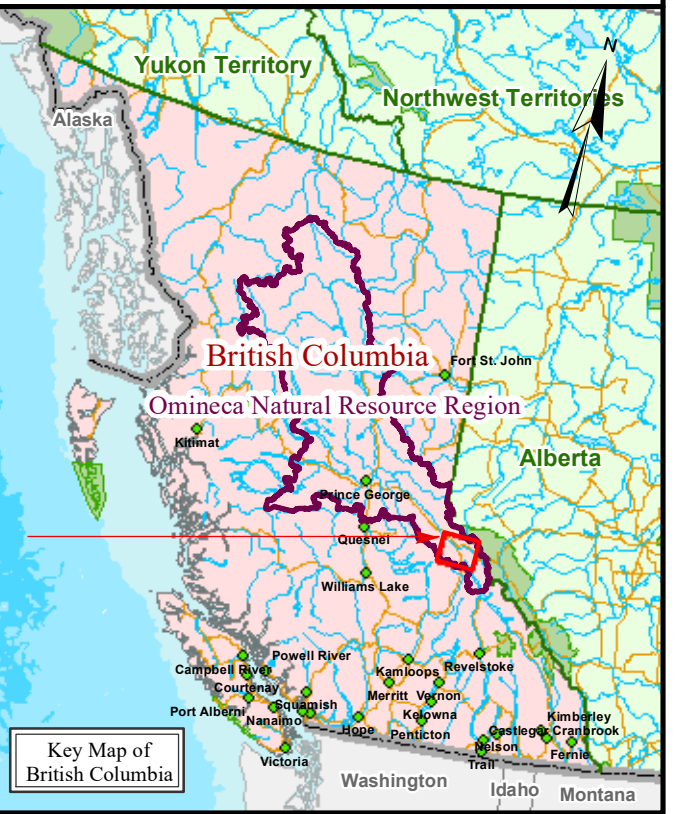 N
Yukon Territory
Northwest Territories
Alaska
British Columbia
Fort St. John
Omineca Natural Resource Region
Kitimat
Alberta
Prince George
Quesnel
Williams Lake
Powell River
Campbell River
Kamloops
Revelstoke
Courtenay
Merritt
Vernon
Squamish
Port Alberni
Nanaimo
Kelowna
Kimberley
Hope
Penticton
Castlegar
Cranbrook
Nelson
Fernie
Victoria
Trail
Key Map of
British Columbia
Washington
Idaho
Montana